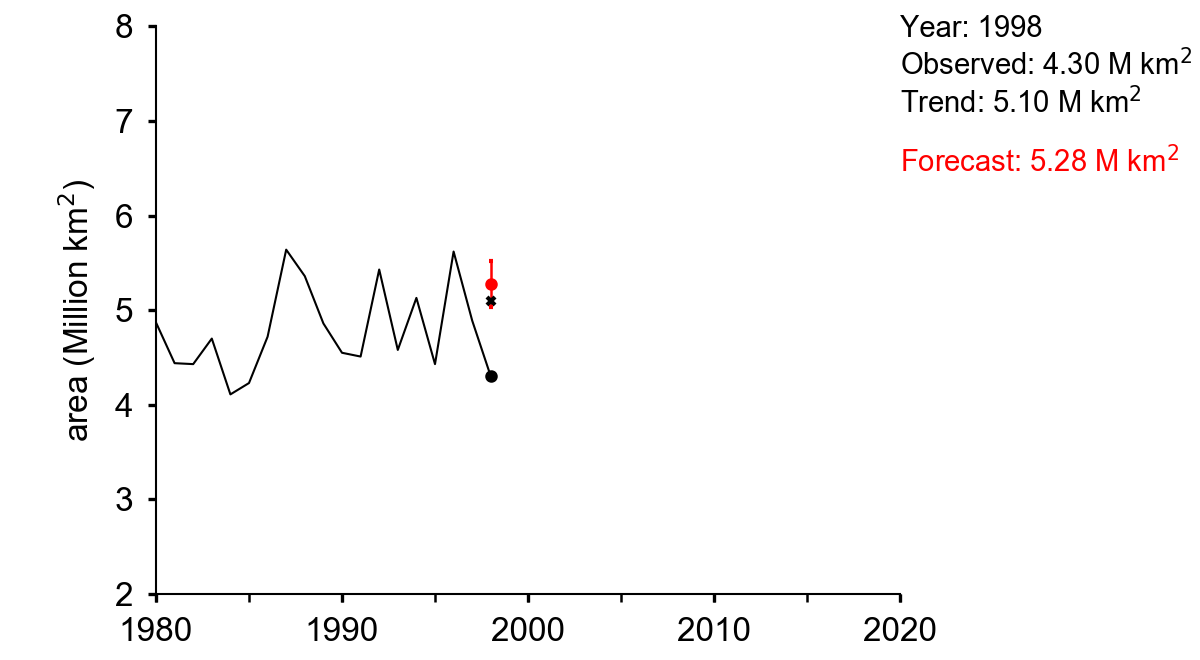 Year: 1998
Observed: 4.30 M km²
Trend: 5.10 M km²
Forecast: 5.28 M km²
area (Million km²)
8
7
6
5
4
3
2
1980 1990 2000 2010 2020